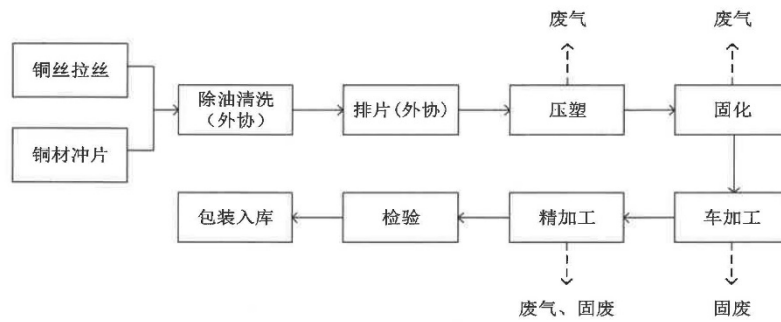 废气
废气
铜丝拉丝
除油清洗
（外协）
排片(外协)
压塑
固化
铜材冲片
包装入库
检验
精加工
车加工
废气、固废
固废